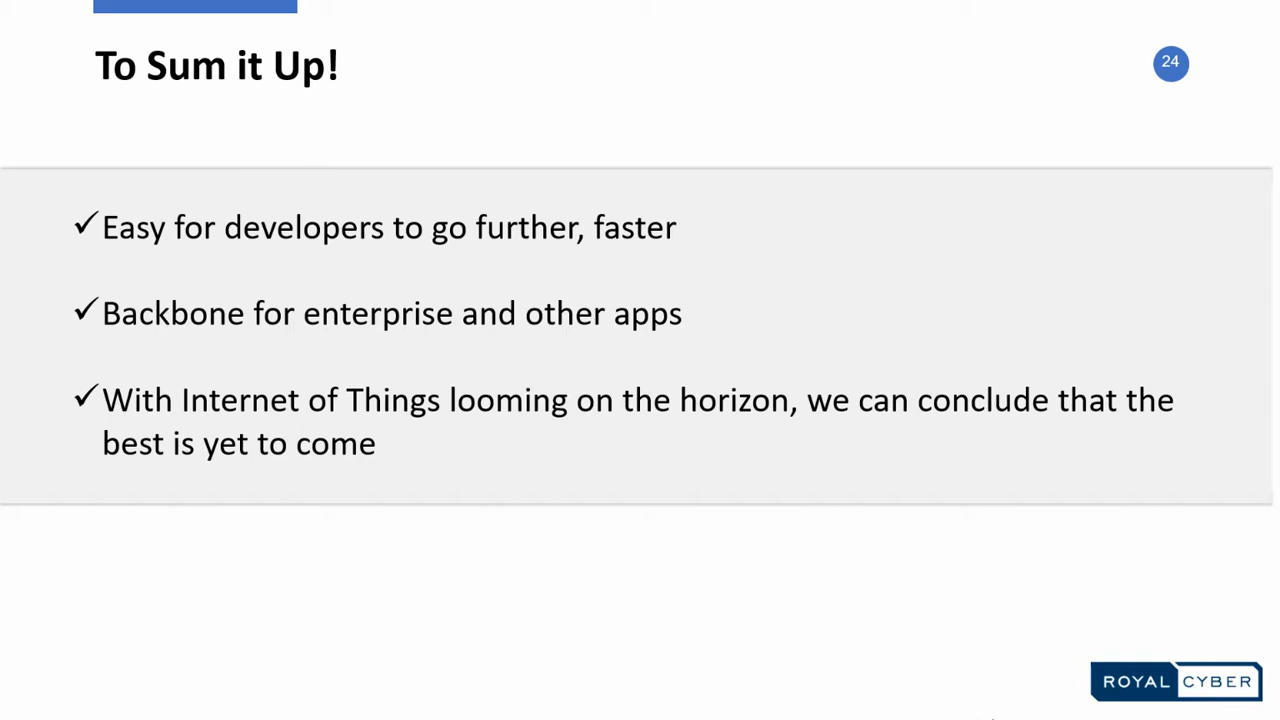 To Sum it Up!
24
✓Easy for developers to go further, faster
✓Backbone for enterprise and other apps
✓With Internet of Things looming on the horizon, we can conclude that the
best is yet to come
ROYAL CYBER